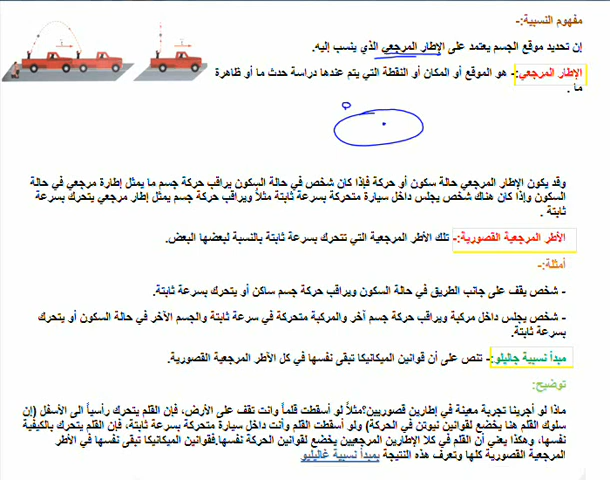 مفهوم النسبية:-
إن تحديد موقع الجسم يعتمد على الإطار المرجعي الذي ينسب إليه.
الإطار المرجعي:- هو الموقع أو المكان أو النقطة التي يتم عندها دراسة حدث ما أو ظاهرة
ما .
وقد يكون الإطار المرجعي حالة سكون أو حركة فإذا كان شخص في حالة السكون يراقب حركة جسم ما يمثل إطارة مرجعي في حالة
السكون وإذا كان هناك شخص يجلس داخل سيارة متحركة بسرعة ثابتة مثلاً ويراقب حركة جسم يمثل إطار مرجعي يتحرك بسرعة
ثابتة .
الأطر المرجعية القصورية:- تلك الأطر المرجعية التي تتحرك بسرعة ثابتة بالنسبة لبعضها البعض.
أمثلة:-
- شخص يقف على جانب الطريق في حالة السكون ويراقب حركة جسم ساكن أو يتحرك بسرعة ثابتة.
- شخص يجلس داخل مركبة ويراقب حركة جسم أخر والمركبة متحركة في سرعة ثابتة والجسم الآخر في حالة السكون أو يتحرك
بسرعة ثابتة.
مبدأ نسبية جاليلو:- تنص على أن قوانين الميكانيكا تبقى نفسها في كل الآطر المرجعية القصورية.
توضيح:
ماذا لو أجرينا تجربة معينة في إطارين قصوريين؟مثلاً لو أسقطت قلماً وانت تقف على الأرض، فإن القلم يتحرك رأسياً الى الأسفل (إن
سلوك القلم هنا يخضع لقوانين نيوتن في الحركة) ولو أسقطت القلم وأنت داخل سيارة متحركة بسرعة ثابتة، فإن القلم يتحرك بالكيفية
نفسها، وهكذا يعني أن القلم في كلا الإطارين المرجعيين يخضع لقوانين الحركة نفسها.فقوانين الميكانيكا تبقى نفسها في الأطر
المرجعية القصورية كلها وتعرف هذه النتيجة بمبدأ نسبية غاليليو